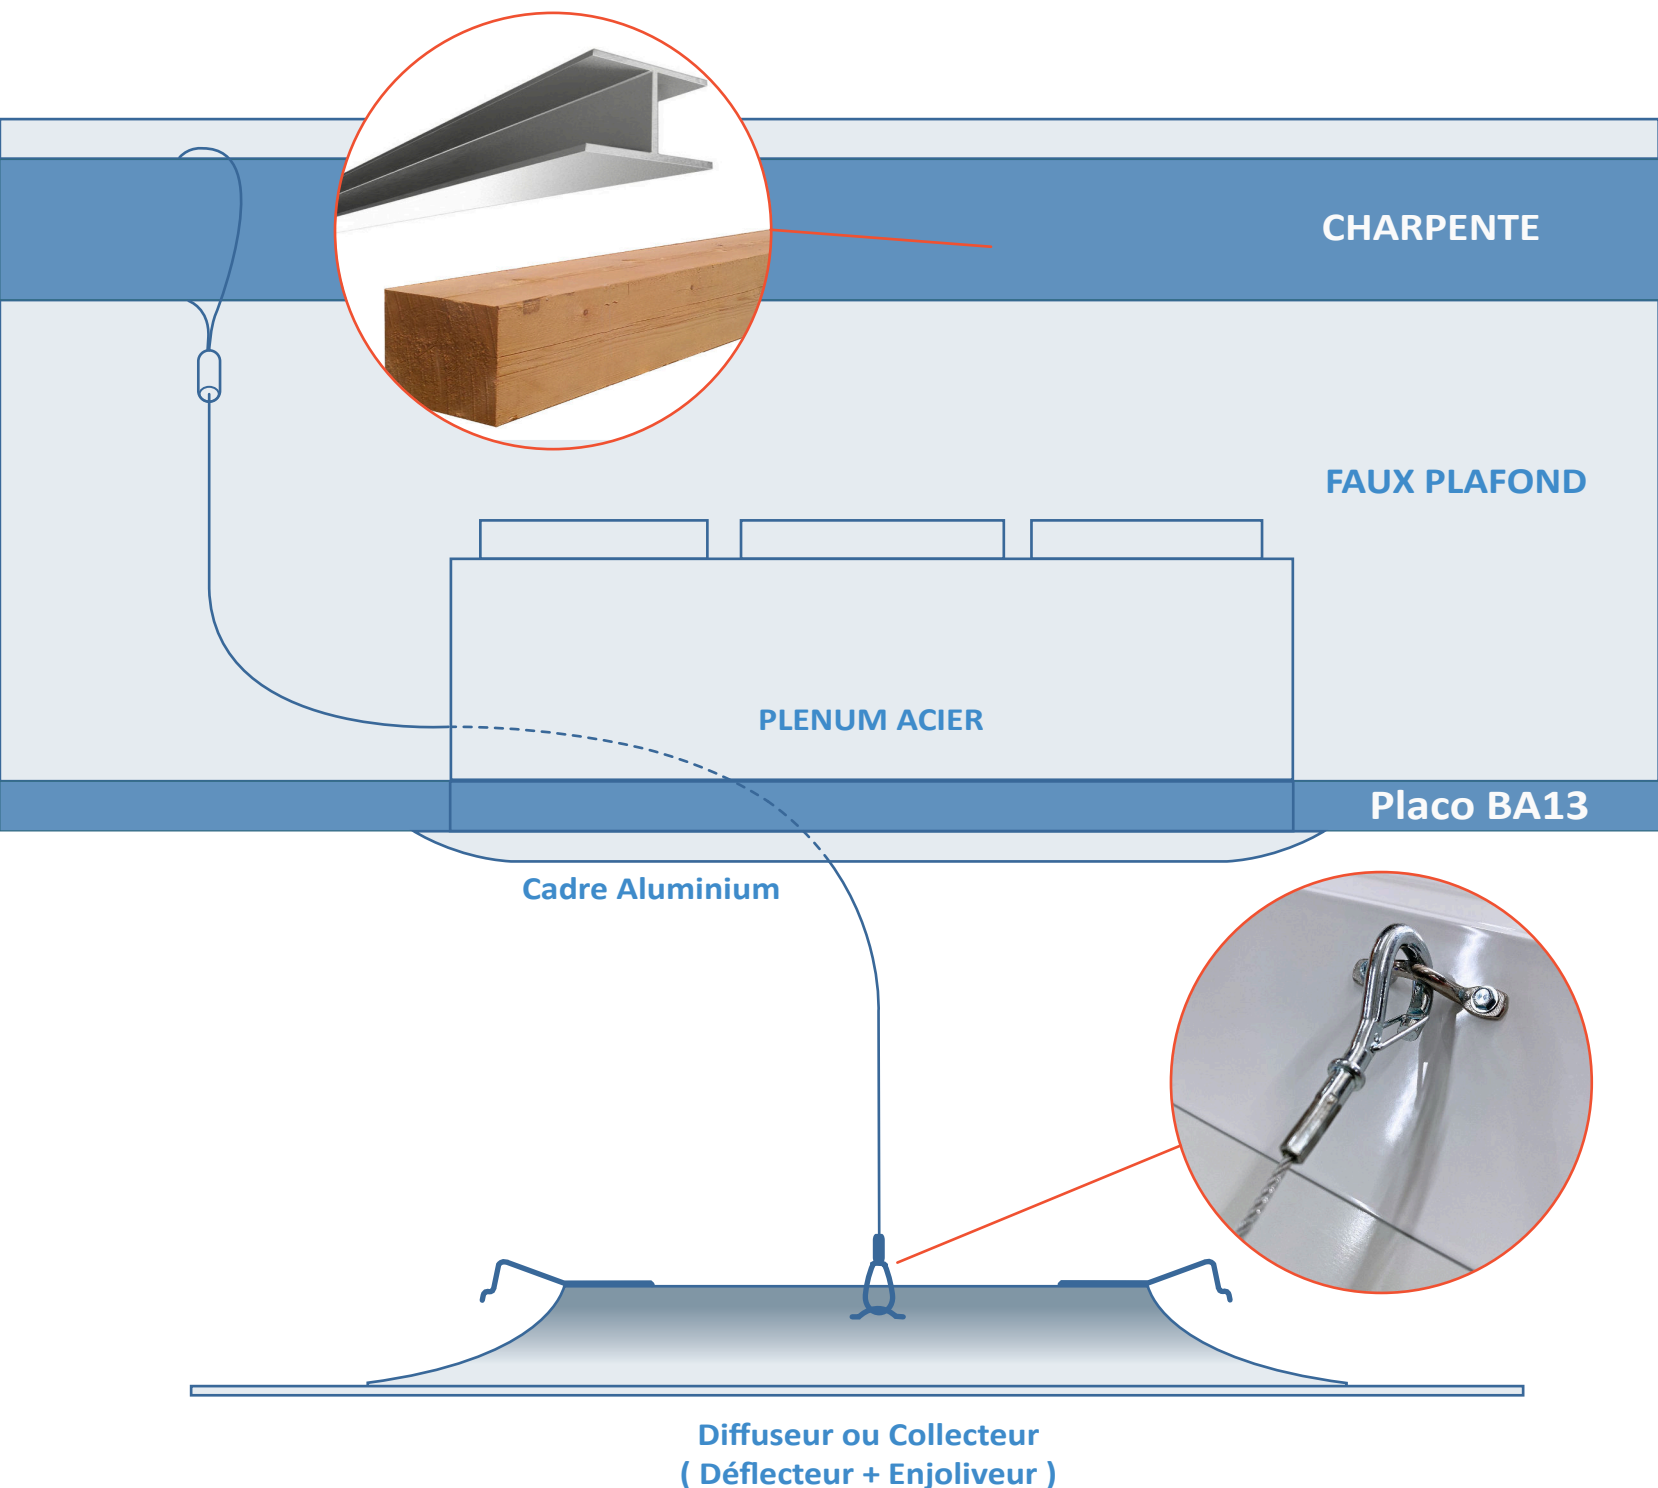 CHARPENTE
FAUX PLAFOND
PLENUM ACIER
Placo BA13
Cadre Aluminium
Diffuseur ou Collecteur
( Déflecteur + Enjoliveur )